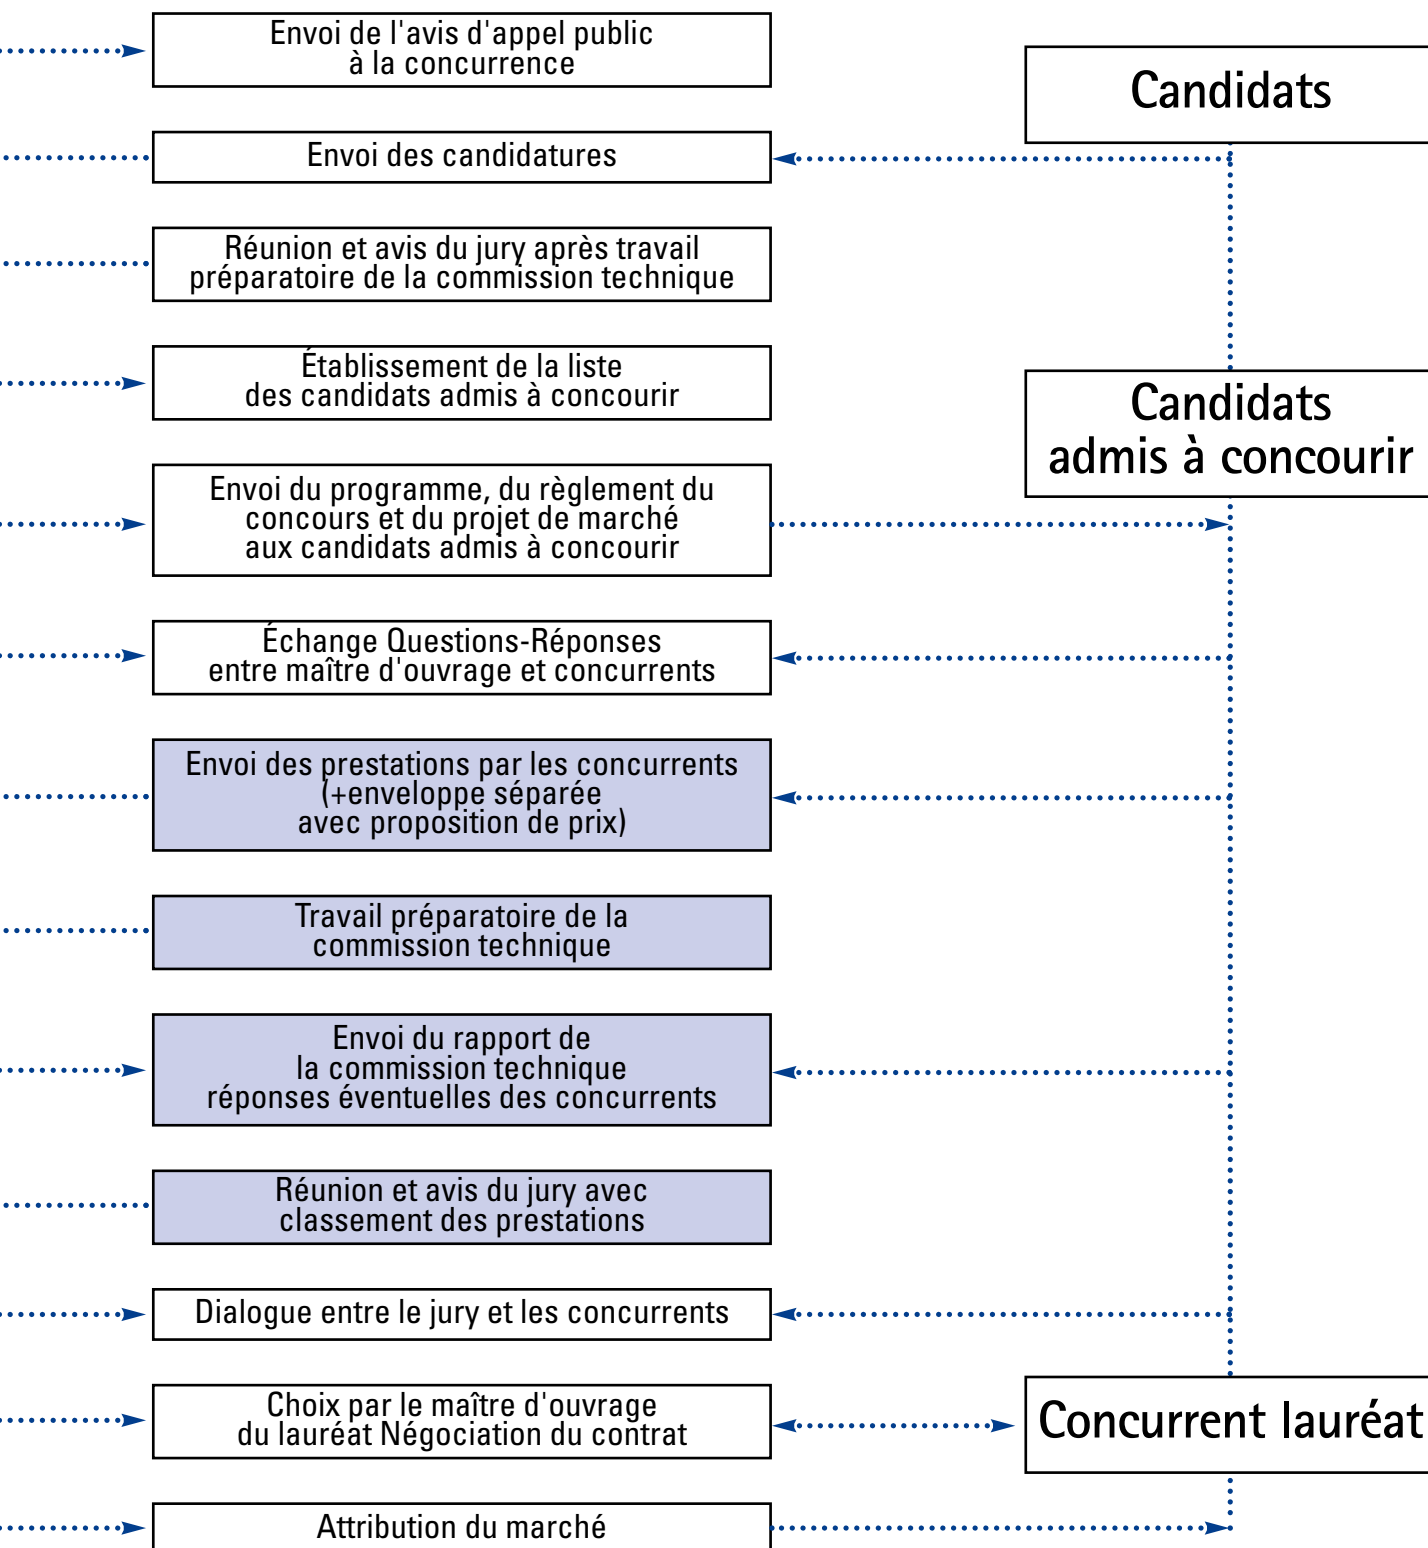 Envoi de l'avis d'appel public
à la concurrence
Candidats
Envoi des candidatures
Réunion et avis du jury après travail
préparatoire de la commission technique
Établissement de la liste
des candidats admis à concourir
Candidats
admis à concourir
Envoi du programme, du règlement du
concours et du projet de marché
aux candidats admis à concourir
Échange Questions-Réponses
entre maître d'ouvrage et concurrents
Envoi des prestations par les concurrents
(+enveloppe séparée
avec proposition de prix)
Travail préparatoire de la
commission technique
Envoi du rapport de
la commission technique
réponses éventuelles des concurrents
Réunion et avis du jury avec
classement des prestations
Dialogue entre le jury et les concurrents
Choix par le maître d'ouvrage
du lauréat Négociation du contrat
Concurrent lauréat
Attribution du marché